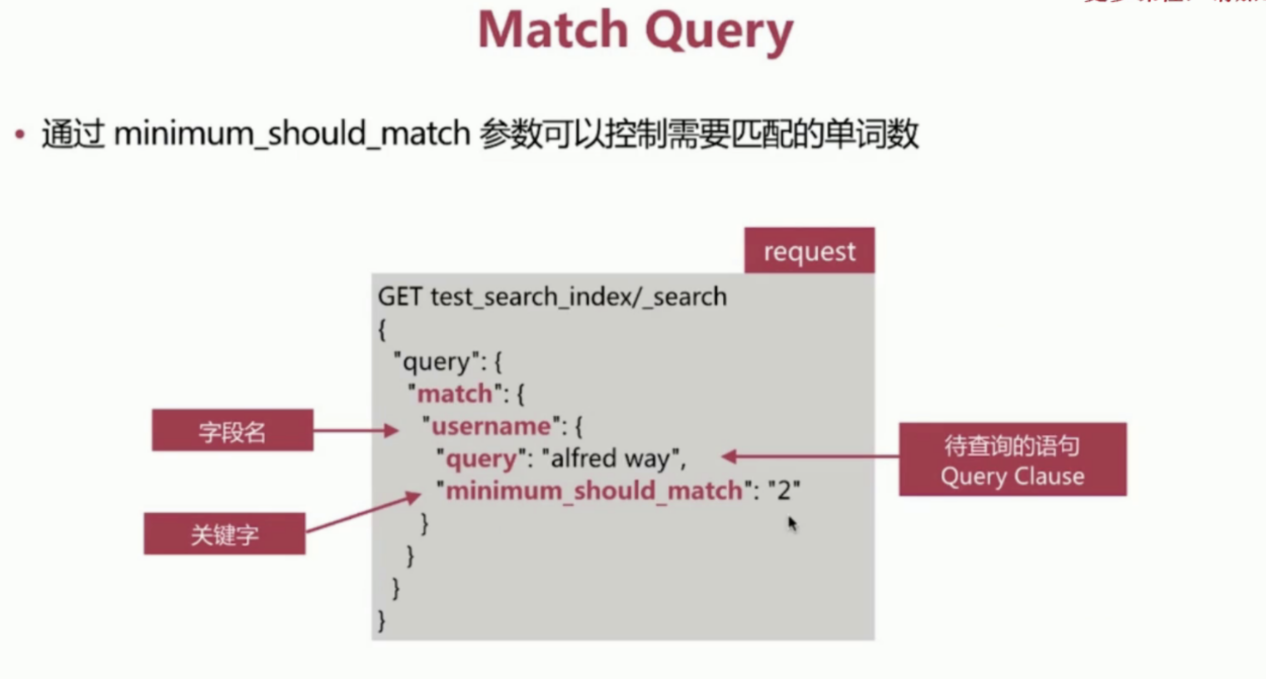 Match Query
• 通过 minimum_should_match 参数可以控制需要匹配的单词数
request
GET test_search_index/_search
{
"query": {
"match": {
字段名
"username": {
"query": "alfred way",
待查询的语句
Query Clause
"minimum_should_match": "2"
关键字
}
}
}
}